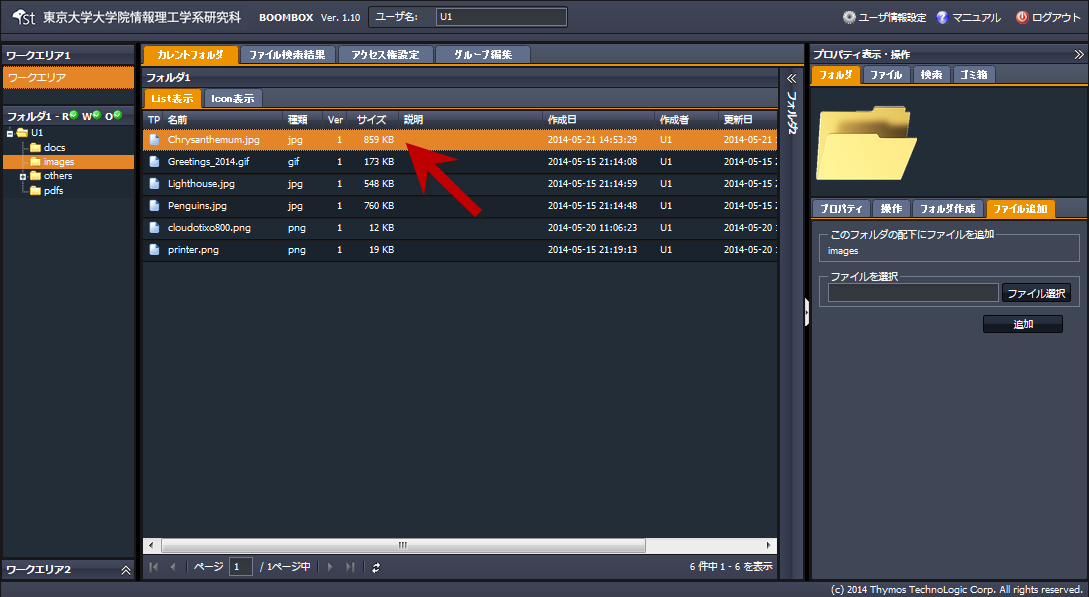 st 東京大学大学院情報理工学系研究科 BOOMBOX Ver. 1.10 ユーザ名: U1 ユーザ情報設定 マニュアル ログアウト
ワークエリア1
ワークエリア
フォルダ1 - R W O
U1
docs
images
others
pdfs
ワークエリア2
カレントフォルダ ファイル検索結果 アクセス権設定 グループ編集
フォルダ1
List表示 Icon表示
TP 名前 種類 Ver サイズ 説明 作成日 作成者 更新日
Chrysanthemum.jpg jpg 1 859 KB 2014-05-21 14:53:29 U1 2014-05-21
Greetings_2014.gif gif 1 173 KB 2014-05-15 21:14:08 U1 2014-05-15 2
Lighthouse.jpg jpg 1 548 KB 2014-05-15 21:14:59 U1 2014-05-15 2
Penguins.jpg jpg 1 760 KB 2014-05-15 21:14:48 U1 2014-05-15 2
cloudotixo800.png png 1 12 KB 2014-05-20 11:06:23 U1 2014-05-20 1
printer.png png 1 19 KB 2014-05-15 21:19:13 U1 2014-05-20 1
ページ 1 / 1ページ中 6 件中 1 - 6 を表示
フォルダ2
プロパティ表示・操作
フォルダ ファイル 検索 ゴミ箱
プロパティ 操作 フォルダ作成 ファイル追加
このフォルダの配下にファイルを追加
images
ファイルを選択
ファイル選択
追加
(c) 2014 Thymos TechnoLogic Corp. All rights reserved.